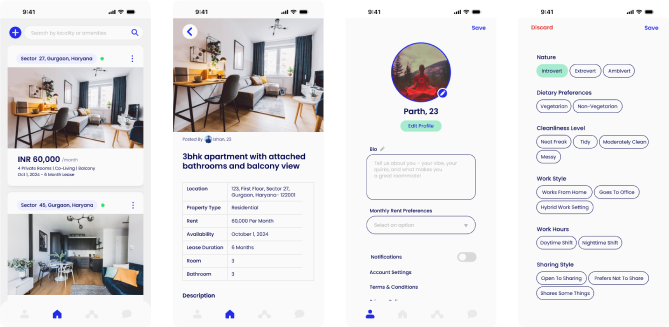 9:41
Search by locality or amenities
Sector 27, Gurgaon, Haryana
INR 60,000 /month
4 Private Rooms | Co-Living | Balcony
Oct 1, 2024 - 6 Month Lease
Sector 45, Gurgaon, Haryana
9:41
Posted By Ishan, 23
3bhk apartment with attached
bathrooms and balcony view
Location
123, First Floor, Sector 27,
Gurgaon, Haryana- 122001
Property Type
Residential
Rent
60,000 Per Month
Availability
October 1, 2024
Lease Duration
6 Months
Room
3
Bathroom
3
Description
9:41
Save
Parth, 23
Edit Profile
Bio
Tell us about you - your vibe, your
quirks and what makes you
a great roommate!
Monthly Rent Preferences
Select an option
Notifications
Account Settings
Terms & Conditions
9:41
Discard
Save
Nature
Introvert
Extrovert
Ambivert
Dietary Preferences
Vegetarian
Non-Vegetarian
Cleanliness Level
Neat Freak
Tidy
Moderately Clean
Messy
Work Style
Works From Home
Goes To Office
Hybrid Work Setting
Work Hours
Daytime Shift
Nighttime Shift
Sharing Style
Open To Sharing
Prefers Not To Share
Shares Some Things